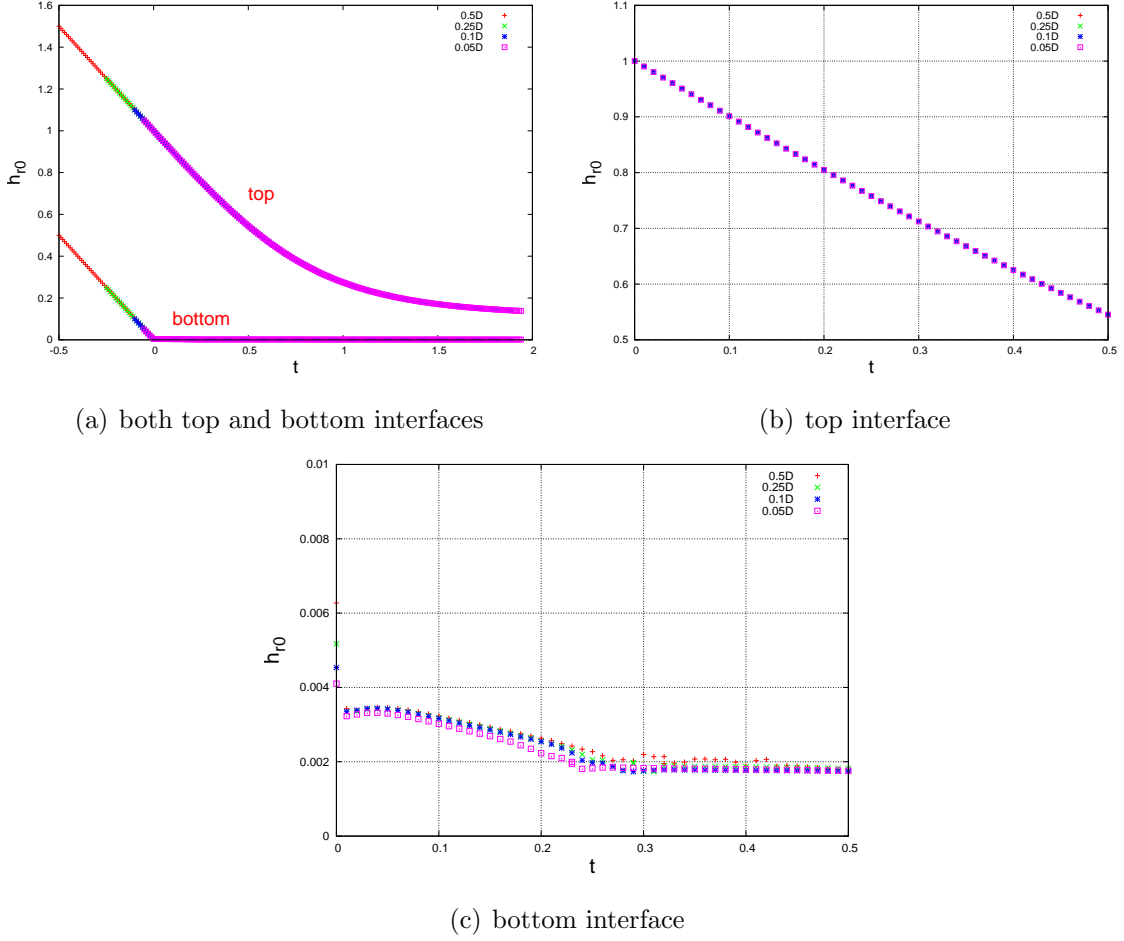 0.5D
0.25D
0.1D
0.05D
1.6
1.4
1.2
1
0.8
0.6
0.4
0.2
0
h_r0
top
bottom
-0.5
0
0.5
1
1.5
2
t
(a) both top and bottom interfaces
0.5D
0.25D
0.1D
0.05D
1.1
1
0.9
0.8
0.7
0.6
0.5
h_r0
0
0.1
0.2
0.3
0.4
0.5
t
(b) top interface
0.5D
0.25D
0.1D
0.05D
0.01
0.008
0.006
0.004
0.002
0
h_r0
0
0.1
0.2
0.3
0.4
0.5
t
(c) bottom interface